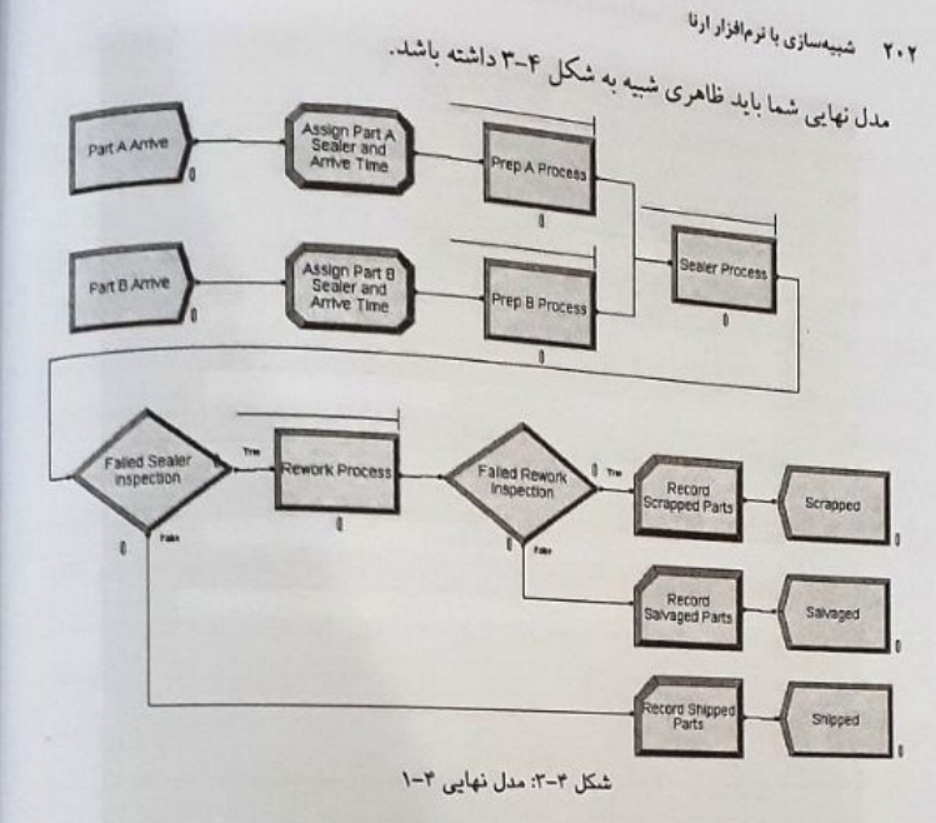 ۲۰۲ شبیه‌سازی با نرم‌افزار ارنا
مدل نهایی شما باید ظاهری شبیه به شکل ۴-۳ داشته باشد.
Part A Arrive
0
Assign Part A
Sealer and
Arrive Time
Prep A Process
0
Sealer Process
0
Part B Arrive
0
Assign Part B
Sealer and
Arrive Time
Prep B Process
0
Failed Sealer
Inspection
0
True
False
0
Rework Process
0
Failed Rework
Inspection
0
True
0
False
Record
Scrapped Parts
Scrapped
0
Record
Salvaged Parts
Salvaged
0
Record Shipped
Parts
Shipped
0
شکل ۴-۳: مدل نهایی ۴-۱